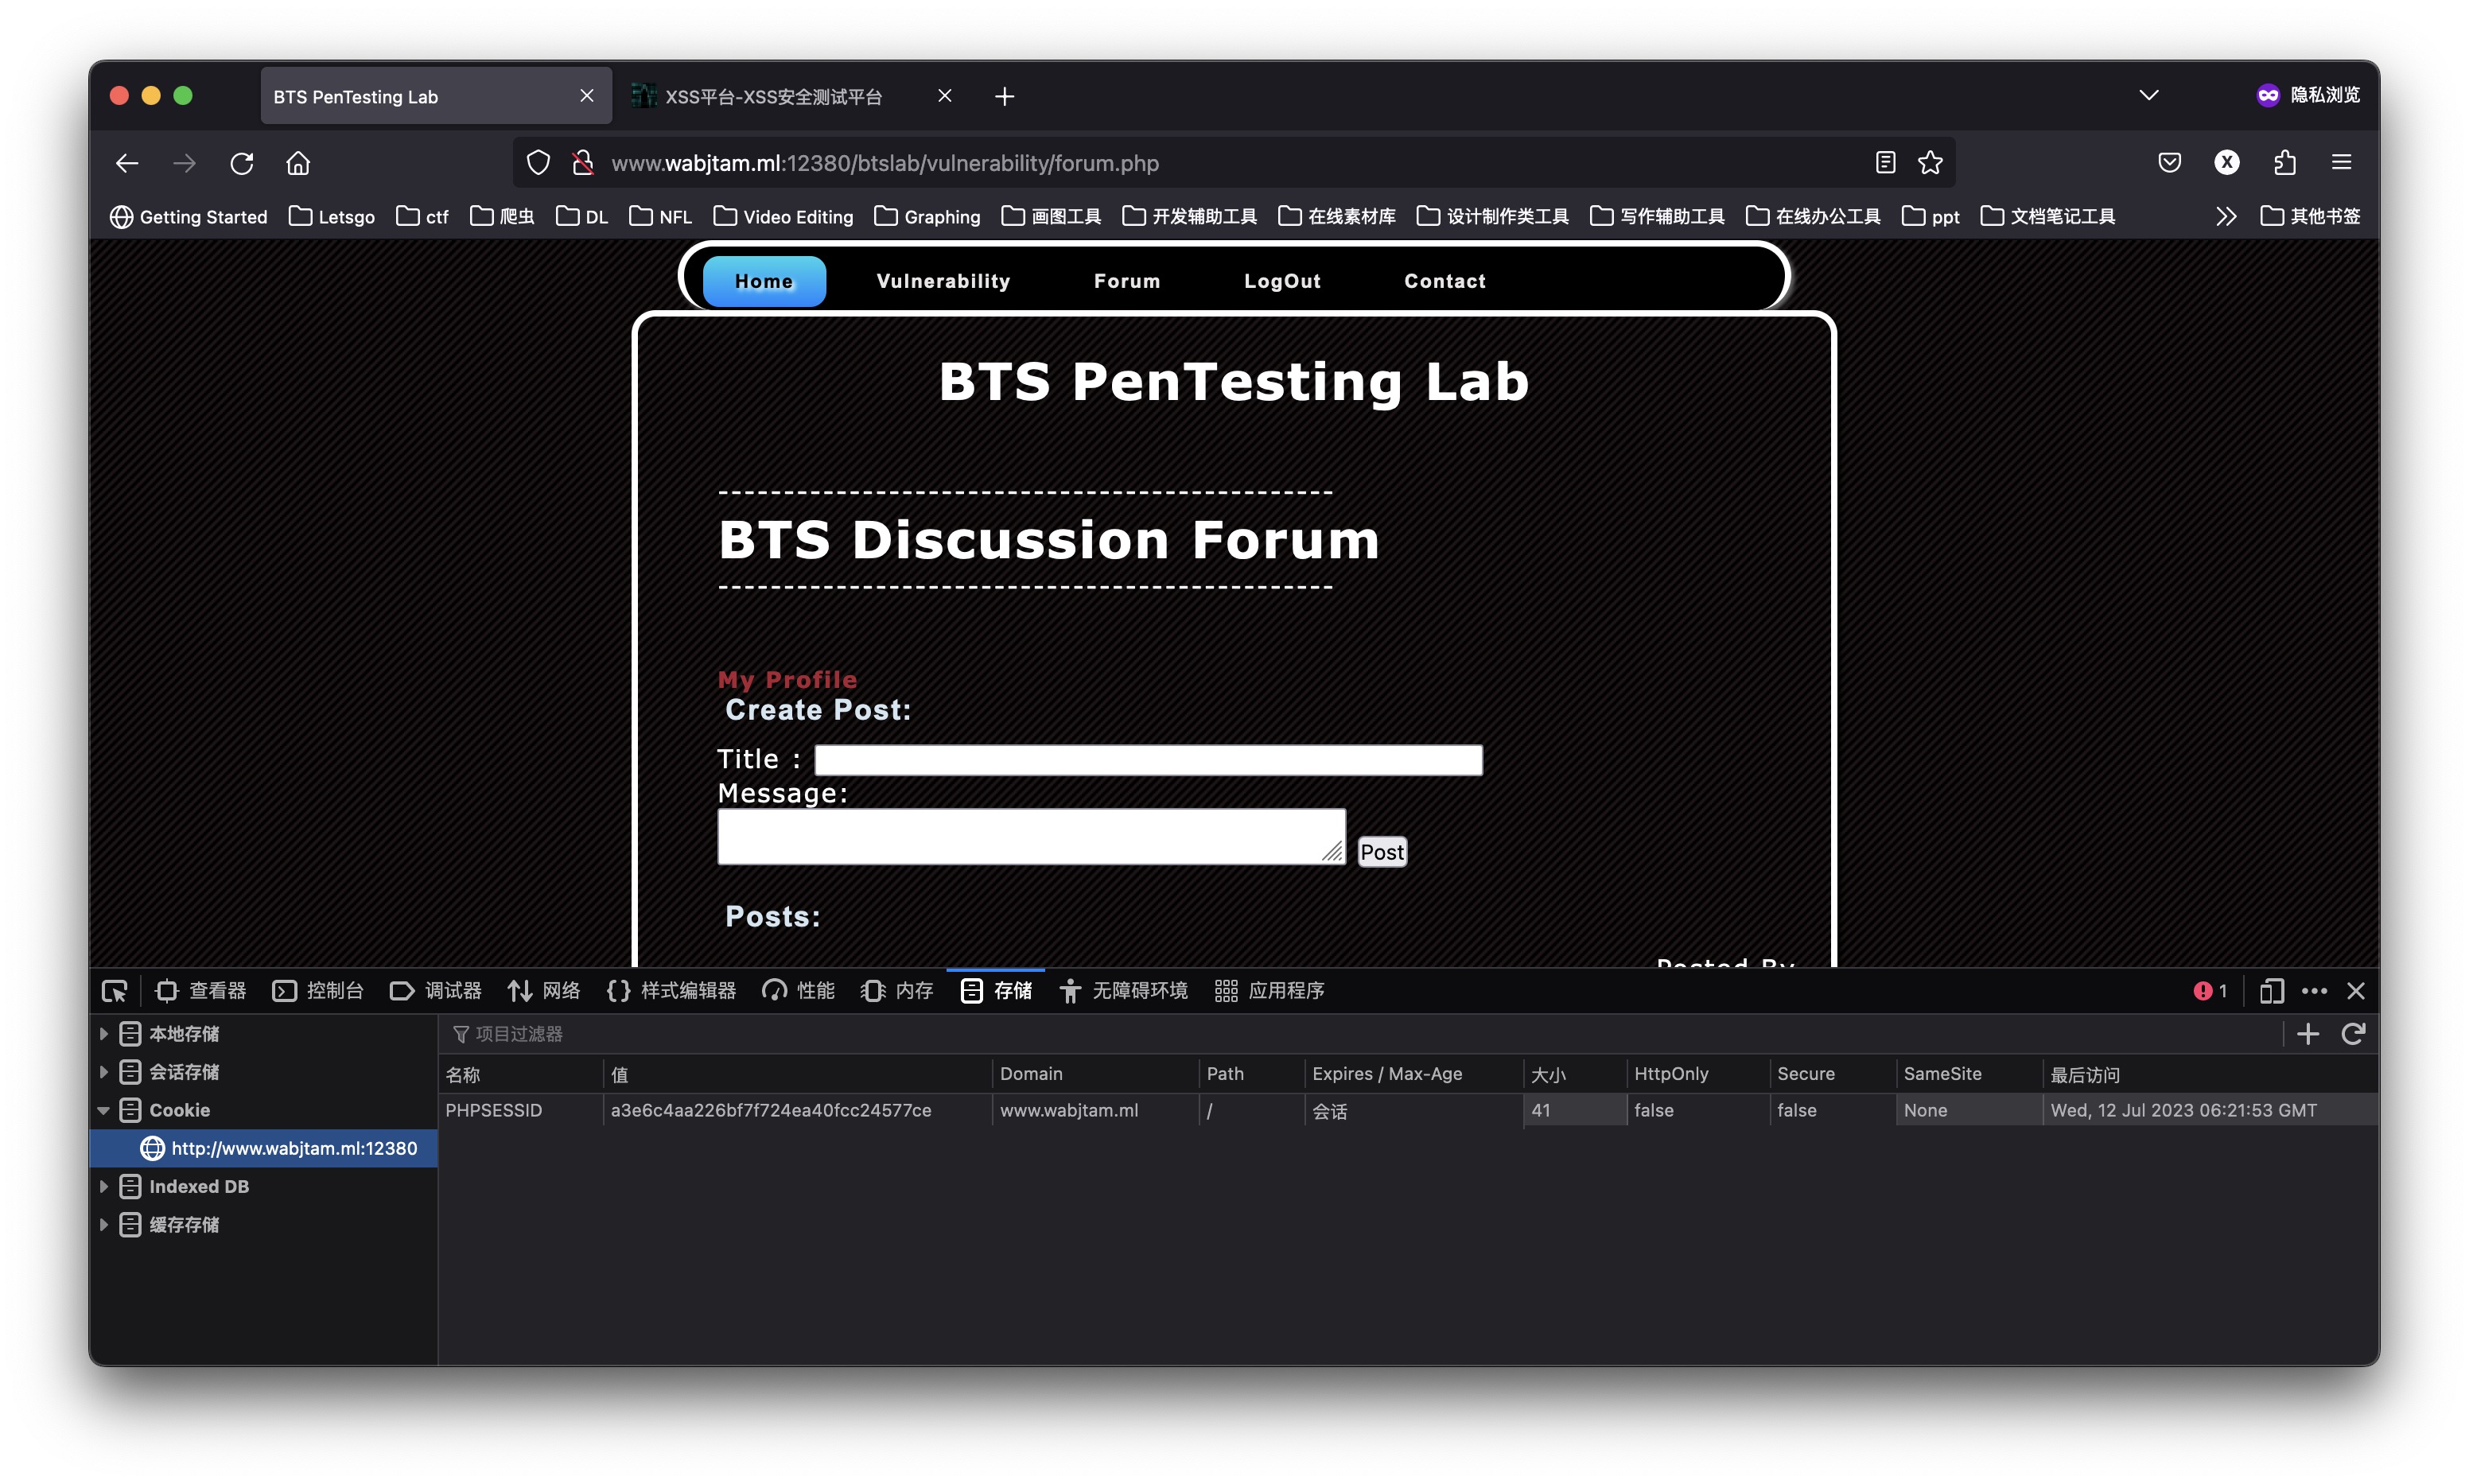 BTS PenTesting Lab XSS平台-XSS安全测试平台 隐私浏览
www.wabjtam.ml:12380/btslab/vulnerability/forum.php
Getting Started Letsgo ctf 爬虫 DL NFL Video Editing Graphing 画图工具 开发辅助工具 在线素材库 设计制作类工具 写作辅助工具 在线办公工具 ppt 文档笔记工具 其他书签
Home Vulnerability Forum LogOut Contact
BTS PenTesting Lab
-----------------------------------------------
BTS Discussion Forum
-----------------------------------------------
My Profile
Create Post:
Title :
Message:
Post
Posts:
Posted By
查看器 控制台 调试器 网络 样式编辑器 性能 内存 存储 无障碍环境 应用程序 1
本地存储 项目过滤器
会话存储
Cookie
http://www.wabjtam.ml:12380
Indexed DB
缓存存储
名称 值 Domain Path Expires / Max-Age 大小 HttpOnly Secure SameSite 最后访问
PHPSESSID a3e6c4aa226bf7f724ea40fcc24577ce www.wabjtam.ml / 会话 41 false false None Wed, 12 Jul 2023 06:21:53 GMT